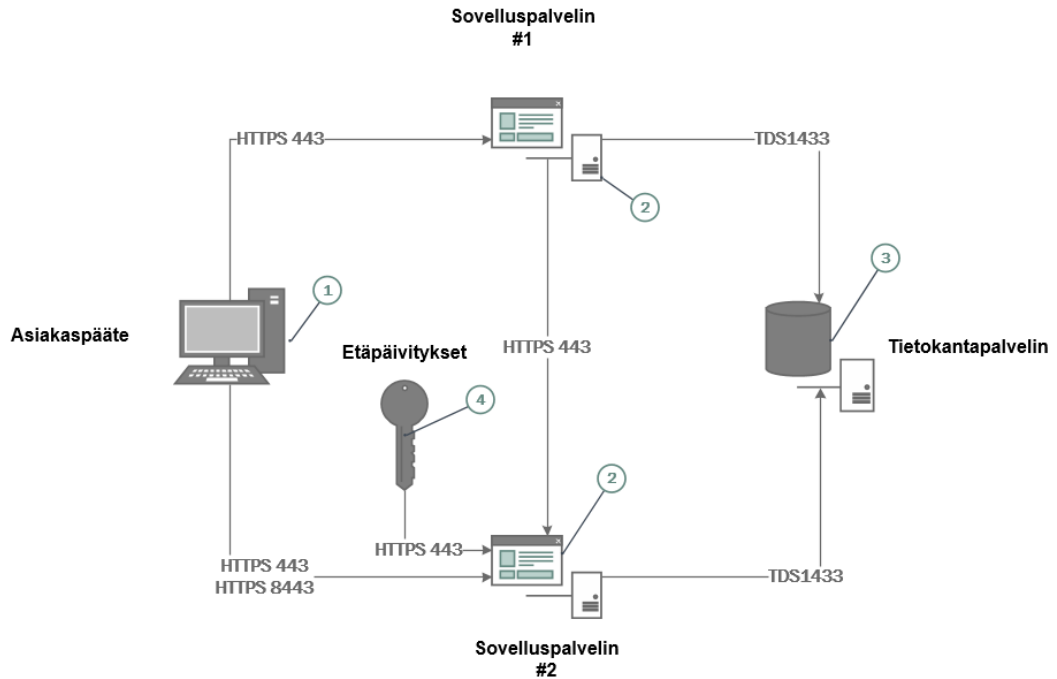 Sovelluspalvelin
#1
HTTPS 443
TDS1433
2
3
1
Asiakaspääte
Etäpäivitykset
HTTPS 443
Tietokantapalvelin
4
2
HTTPS 443
HTTPS 443
HTTPS 8443
TDS1433
Sovelluspalvelin
#2